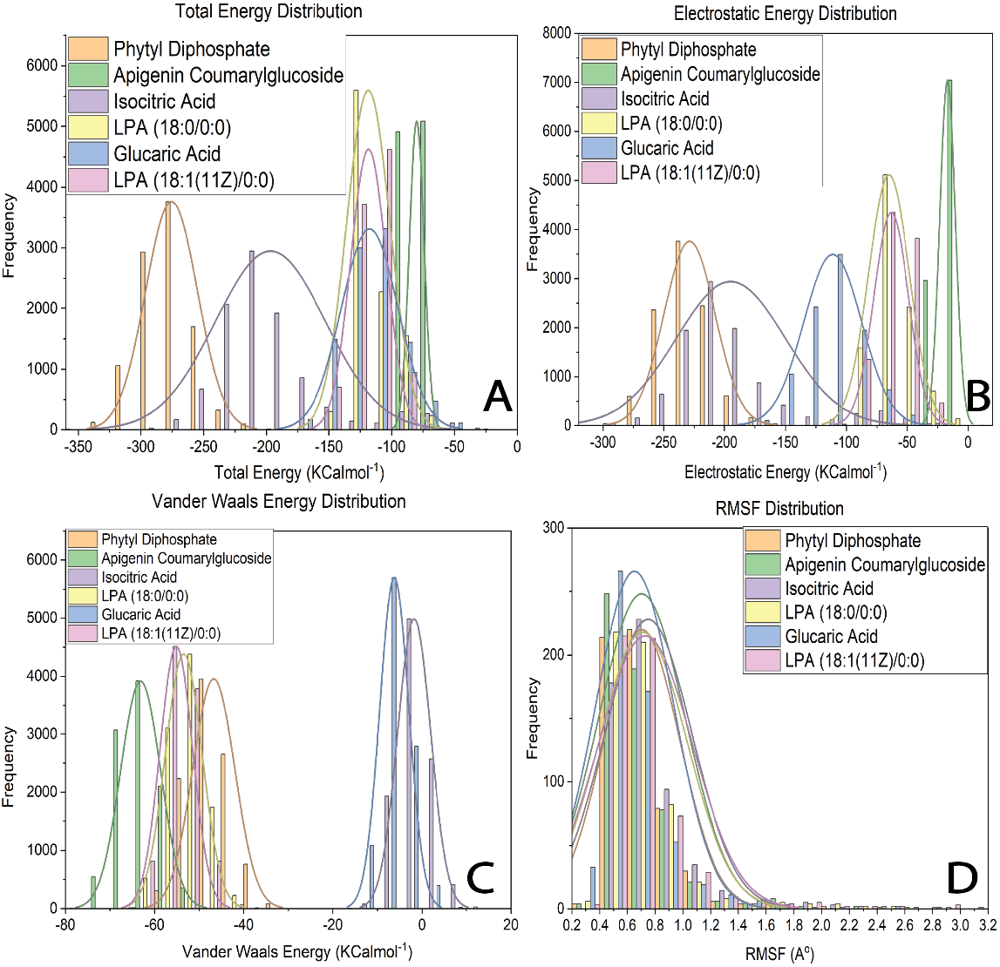 Total Energy Distribution
Phytyl Diphosphate
Apigenin Coumarylglucoside
Isocitric Acid
LPA (18:0/0:0)
Glucaric Acid
LPA (18:1(11Z)/0:0)
6000
5000
4000
3000
2000
1000
0
Frequency
-350 -300 -250 -200 -150 -100 -50 0
Total Energy (KCalmol-1)
A
Electrostatic Energy Distribution
Phytyl Diphosphate
Apigenin Coumarylglucoside
Isocitric Acid
LPA (18:0/0:0)
Glucaric Acid
LPA (18:1(11Z)/0:0)
8000
7000
6000
5000
4000
3000
2000
1000
0
Frequency
-300 -250 -200 -150 -100 -50 0
Electrostatic Energy (KCalmol-1)
B
Vander Waals Energy Distribution
Phytyl Diphosphate
Apigenin Coumarylglucoside
Isocitric Acid
LPA (18:0/0:0)
Glucaric Acid
LPA (18:1(11Z)/0:0)
6000
5000
4000
3000
2000
1000
0
Frequency
-80 -60 -40 -20 0 20
Vander Waals Energy (KCalmol-1)
C
RMSF Distribution
Phytyl Diphosphate
Apigenin Coumarylglucoside
Isocitric Acid
LPA (18:0/0:0)
Glucaric Acid
LPA (18:1(11Z)/0:0)
300
200
100
0
Frequency
0.2 0.4 0.6 0.8 1.0 1.2 1.4 1.6 1.8 2.0 2.2 2.4 2.6 2.8 3.0 3.2
RMSF (Aº)
D